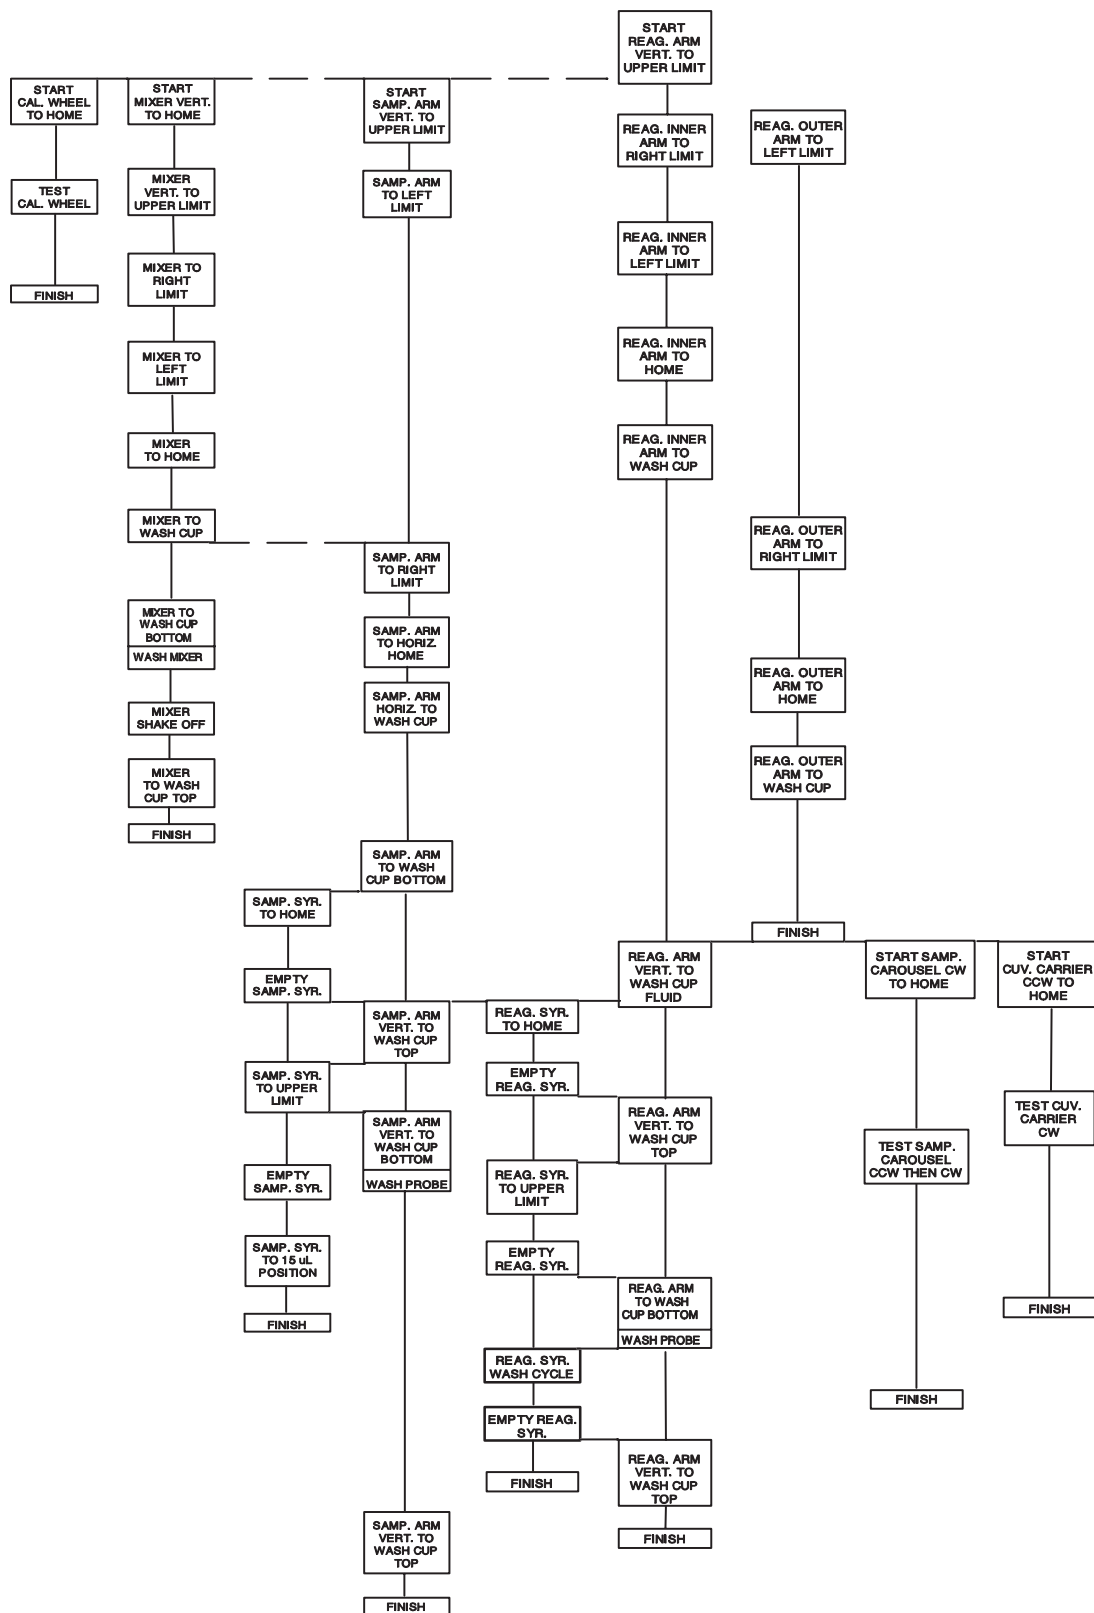 START
REAG. ARM
VERT. TO
UPPER LIMIT
START
CAL. WHEEL
TO HOME
TEST
CAL. WHEEL
FINISH
START
MIXER VERT.
TO HOME
MIXER
VERT. TO
UPPER LIMIT
MIXER TO
RIGHT
LIMIT
MIXER TO
LEFT
LIMIT
MIXER
TO HOME
MIXER TO
WASH CUP
MIXER TO
WASH CUP
BOTTOM
WASH MIXER
MIXER
SHAKE OFF
MIXER
TO WASH
CUP TOP
FINISH
START
SAMP. ARM
VERT. TO
UPPER LIMIT
SAMP. ARM
TO LEFT
LIMIT
SAMP. ARM
TO RIGHT
LIMIT
SAMP. ARM
TO HORIZ.
HOME
SAMP. ARM
HORIZ. TO
WASH CUP
SAMP. ARM
TO WASH
CUP BOTTOM
SAMP. SYR.
TO HOME
EMPTY
SAMP. SYR.
SAMP. ARM
VERT. TO
WASH CUP
TOP
SAMP. SYR.
TO UPPER
LIMIT
SAMP. ARM
VERT. TO
WASH CUP
BOTTOM
WASH PROBE
EMPTY
SAMP. SYR.
SAMP. SYR.
TO 15 uL
POSITION
FINISH
SAMP. ARM
VERT. TO
WASH CUP
TOP
FINISH
REAG. INNER
ARM TO
RIGHT LIMIT
REAG. INNER
ARM TO
LEFT LIMIT
REAG. INNER
ARM TO
HOME
REAG. INNER
ARM TO
WASH CUP
REAG. ARM
VERT. TO
WASH CUP
FLUID
REAG. SYR.
TO HOME
EMPTY
REAG. SYR.
REAG. ARM
VERT. TO
WASH CUP
TOP
REAG. SYR.
TO UPPER
LIMIT
EMPTY
REAG. SYR.
REAG. ARM
TO WASH
CUP BOTTOM
WASH PROBE
REAG. SYR.
WASH CYCLE
EMPTY REAG.
SYR.
FINISH
REAG. ARM
VERT. TO
WASH CUP
TOP
FINISH
REAG. OUTER
ARM TO
LEFT LIMIT
REAG. OUTER
ARM TO
RIGHT LIMIT
REAG. OUTER
ARM TO
HOME
REAG. OUTER
ARM TO
WASH CUP
FINISH
START SAMP.
CAROUSEL CW
TO HOME
TEST SAMP.
CAROUSEL
CCW THEN CW
FINISH
START
CUV. CARRIER
CCW TO
HOME
TEST CUV.
CARRIER
CW
FINISH